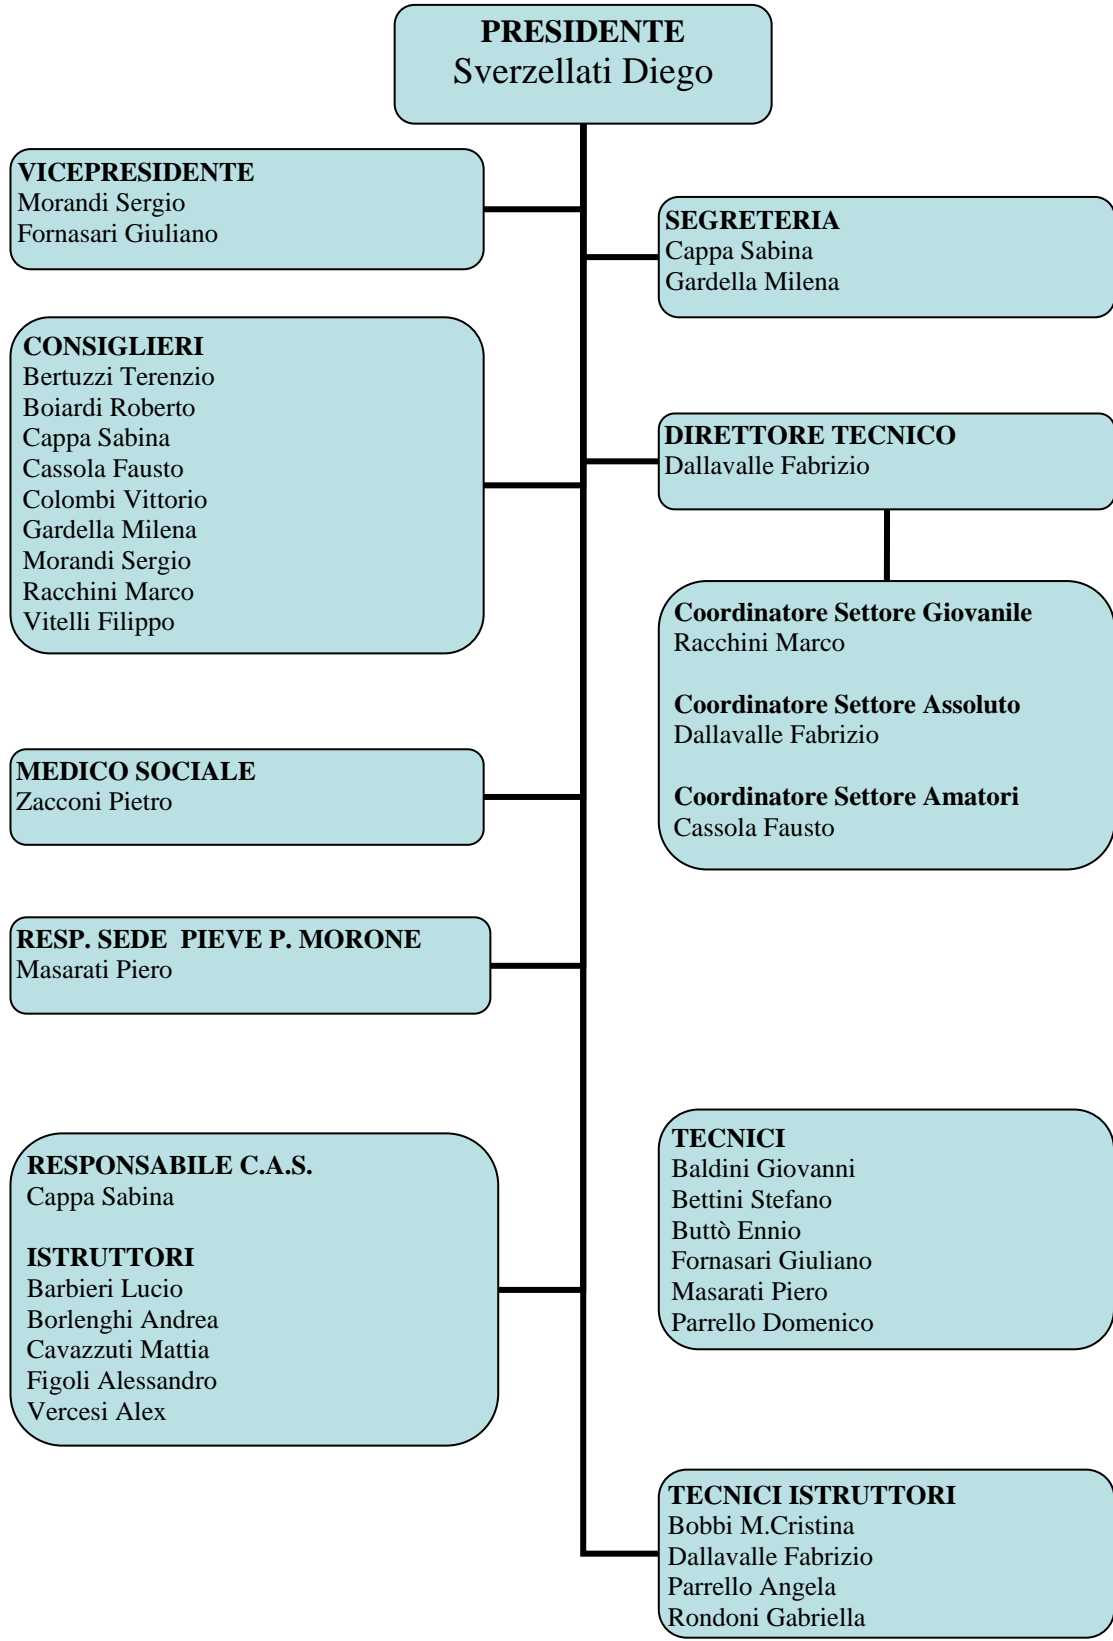 PRESIDENTE
Sverzellati Diego
VICEPRESIDENTE
Morandi Sergio
Fornasari Giuliano
SEGRETERIA
Cappa Sabina
Gardella Milena
CONSIGLIERI
Bertuzzi Terenzio
Boiardi Roberto
Cappa Sabina
Cassola Fausto
Colombi Vittorio
Gardella Milena
Morandi Sergio
Racchini Marco
Vitelli Filippo
DIRETTORE TECNICO
Dallavalle Fabrizio
Coordinatore Settore Giovanile
Racchini Marco
Coordinatore Settore Assoluto
Dallavalle Fabrizio
Coordinatore Settore Amatori
Cassola Fausto
MEDICO SOCIALE
Zacconi Pietro
RESP. SEDE  PIEVE P. MORONE
Masarati Piero
RESPONSABILE C.A.S.
Cappa Sabina
ISTRUTTORI
Barbieri Lucio
Borlenghi Andrea
Cavazzuti Mattia
Figoli Alessandro
Vercesi Alex
TECNICI
Baldini Giovanni
Bettini Stefano
Buttò Ennio
Fornasari Giuliano
Masarati Piero
Parrello Domenico
TECNICI ISTRUTTORI
Bobbi M.Cristina
Dallavalle Fabrizio
Parrello Angela
Rondoni Gabriella